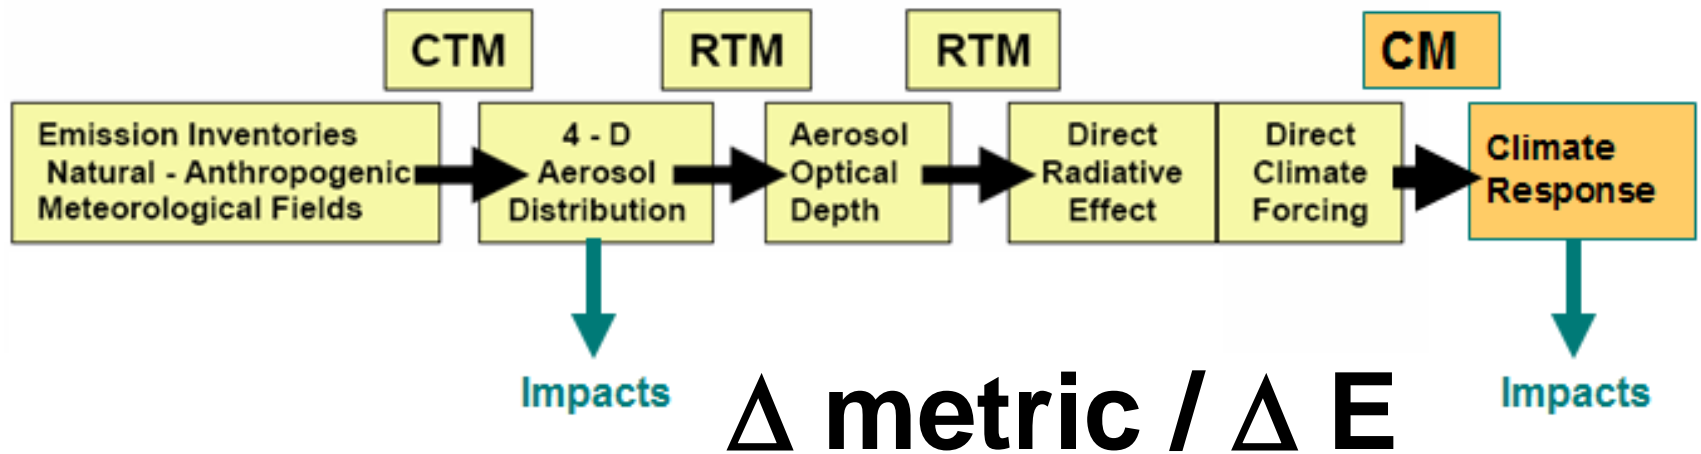 CTM
RTM
RTM
CM
Emission Inventories
Natural - Anthropogenic
Meteorological Fields
4 - D
Aerosol
Distribution
Aerosol
Optical
Depth
Direct
Radiative
Effect
Direct
Climate
Forcing
Climate
Response
Impacts
Δ metric / Δ E
Impacts